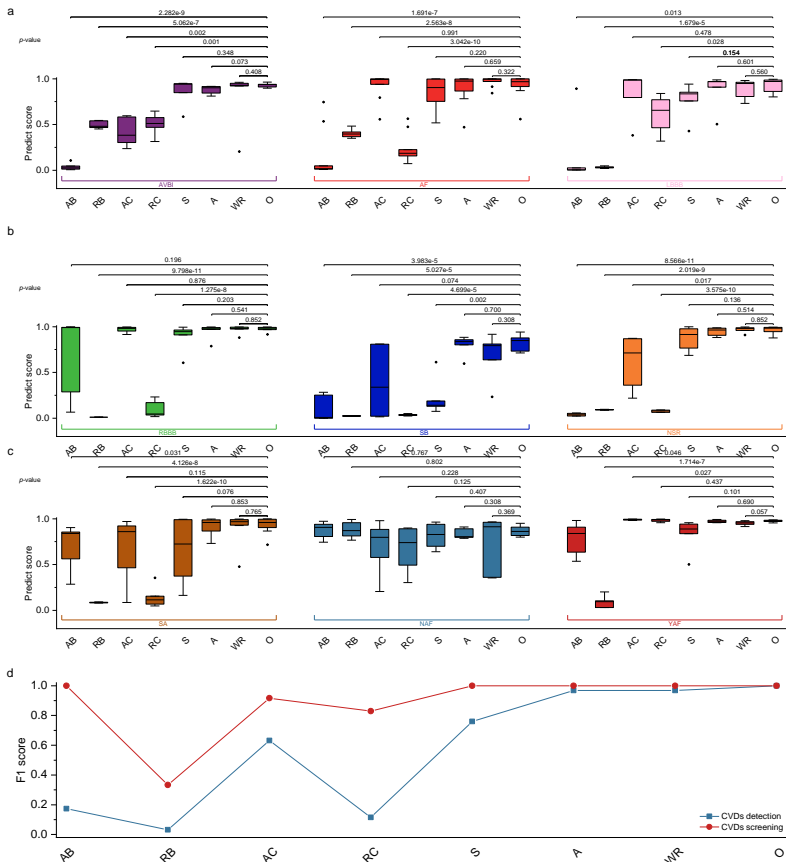 a
2.282e-9 1.691e-7 0.013
5.062e-7 2.563e-8 1.679e-5
0.002 0.991 0.478
0.001 3.042e-10 0.028
0.348 0.220 0.154
0.073 0.659 0.601
0.408 0.322 0.560
p-value
Predict score
1.0
0.5
0.0
AVBI AF LBBB
AB RB AC RC S A WR O AB RB AC RC S A WR O AB RB AC RC S A WR O
b
0.196 3.983e-5 8.566e-11
9.798e-11 5.027e-5 2.019e-9
0.876 0.074 0.017
1.275e-8 4.699e-5 3.575e-10
0.203 0.002 0.136
0.541 0.700 0.514
0.852 0.308 0.852
p-value
Predict score
1.0
0.5
0.0
RBBB SB NSR
AB RB AC RC S A WR O AB RB AC RC S A WR O AB RB AC RC S A WR O
c
0.031 0.767 0.046
4.126e-8 0.802 1.714e-7
0.115 0.228 0.027
1.622e-10 0.125 0.437
0.076 0.407 0.101
0.853 0.308 0.690
0.765 0.369 0.057
p-value
Predict score
1.0
0.5
0.0
SA NAF YAF
AB RB AC RC S A WR O AB RB AC RC S A WR O AB RB AC RC S A WR O
d
F1 score
1.0
0.8
0.6
0.4
0.2
0.0
CVDs detection
CVDs screening
AB RB AC RC S A WR O